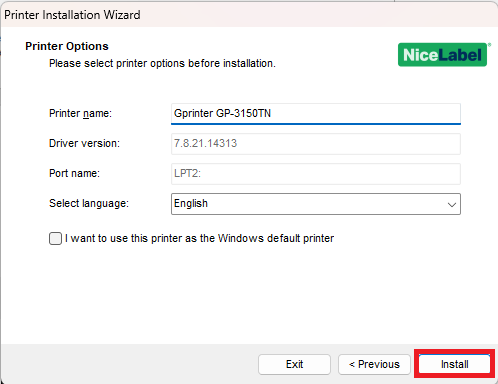 Printer Installation Wizard
Printer Options
Please select printer options before installation.
NiceLabel
Printer name: Gprinter GP-3150TN
Driver version: 7.8.21.14313
Port name: LPT2:
Select language: English
I want to use this printer as the Windows default printer
Exit < Previous Install